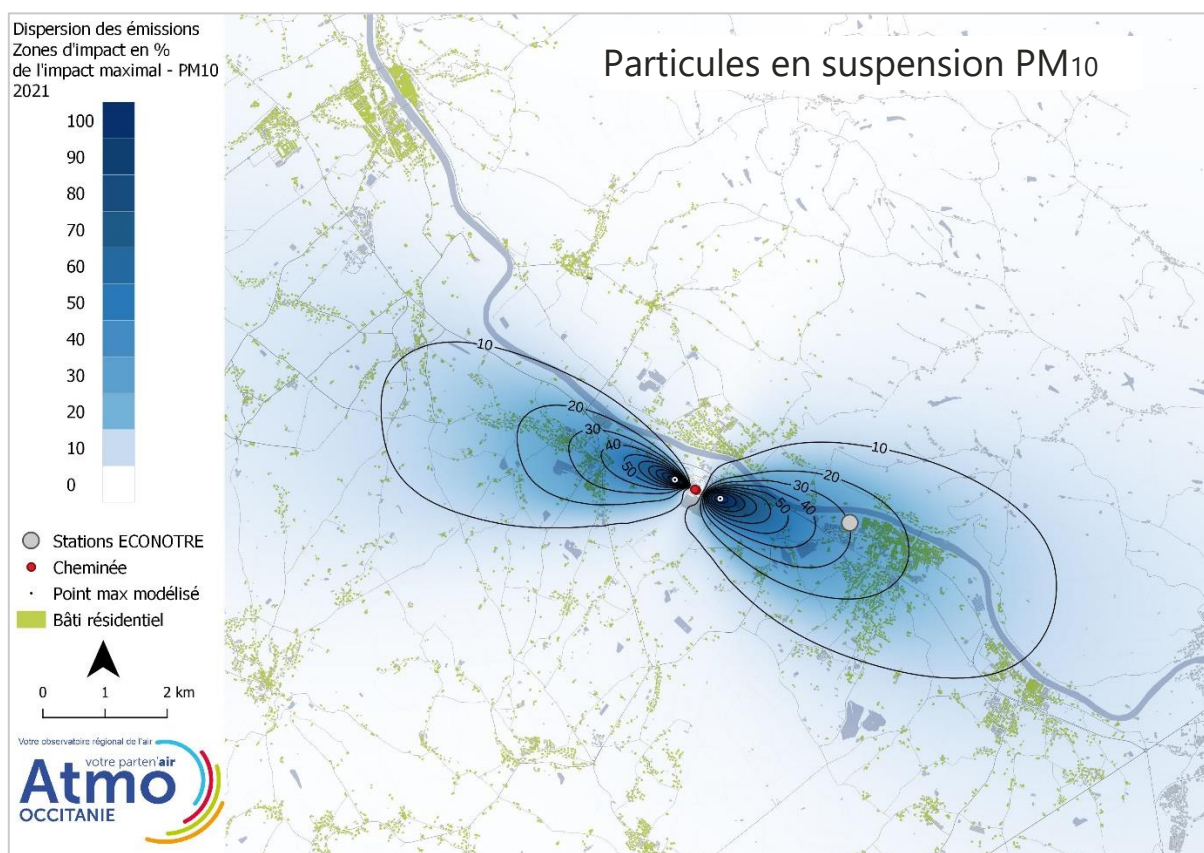 Dispersion des émissions
Zones d'impact en %
de l'impact maximal - PM10
2021
100
90
80
70
60
50
40
30
20
10
0
Stations ECONOTRE
Cheminée
Point max modélisé
Bâti résidentiel
0 1 2 km
Votre observatoire régional de l'air
votre parten'air
Atmo
OCCITANIE
Particules en suspension PM10
10
20
30
40
50
10
20
30
40
50